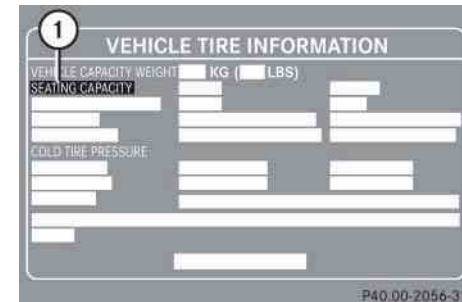 1
VEHICLE TIRE INFORMATION
VEHICLE CAPACITY WEIGHT KG ( LBS)
SEATING CAPACITY
COLD TIRE PRESSURE
P40.00-2056-3